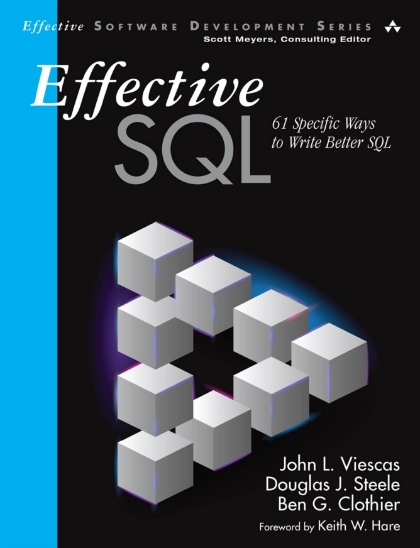 Effective Software Development Series
Scott Meyers, Consulting Editor
Effective
SQL
61 Specific Ways
to Write Better SQL
John L. Viescas
Douglas J. Steele
Ben G. Clothier
Foreword by Keith W. Hare